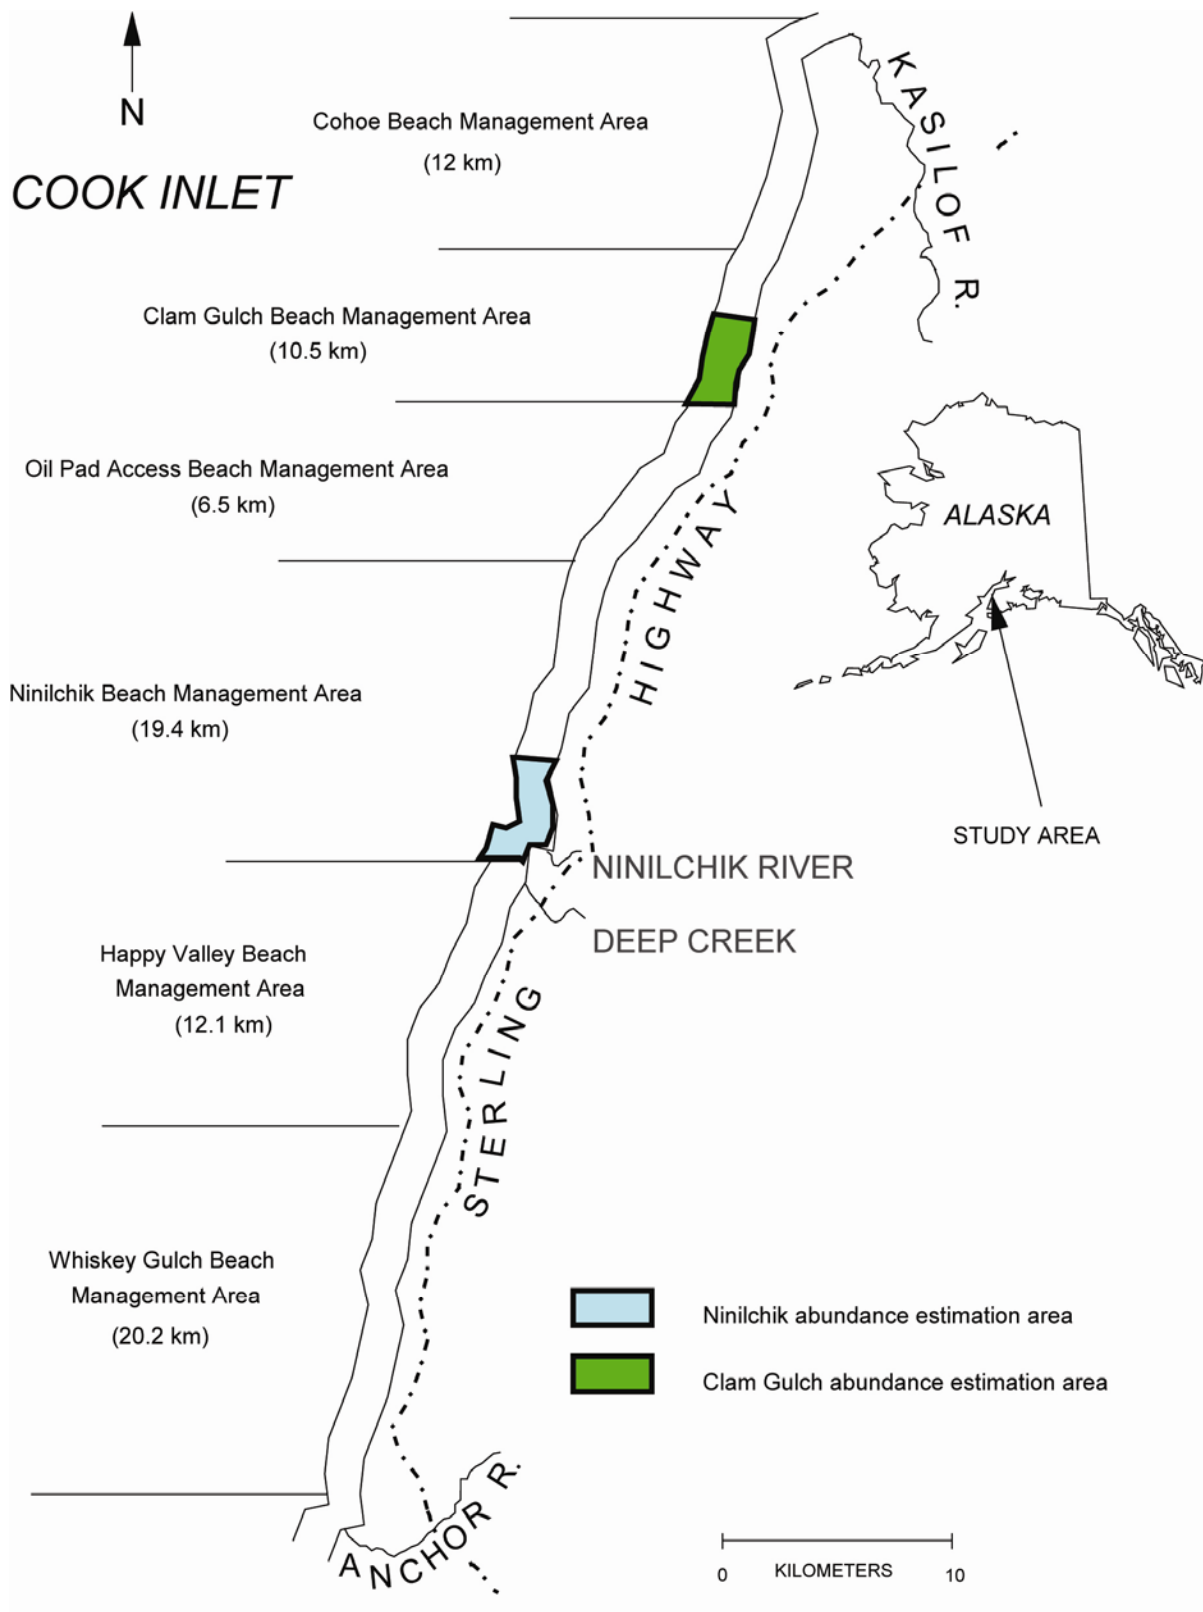 N
COOK INLET
Cohoe Beach Management Area
(12 km)
KASILOF R.
Clam Gulch Beach Management Area
(10.5 km)
Oil Pad Access Beach Management Area
(6.5 km)
ALASKA
STUDY AREA
Ninilchik Beach Management Area
(19.4 km)
STERLING HIGHWAY
NINILCHIK RIVER
DEEP CREEK
Happy Valley Beach
Management Area
(12.1 km)
Whiskey Gulch Beach
Management Area
(20.2 km)
Ninilchik abundance estimation area
Clam Gulch abundance estimation area
ANCHOR R.
0 KILOMETERS 10